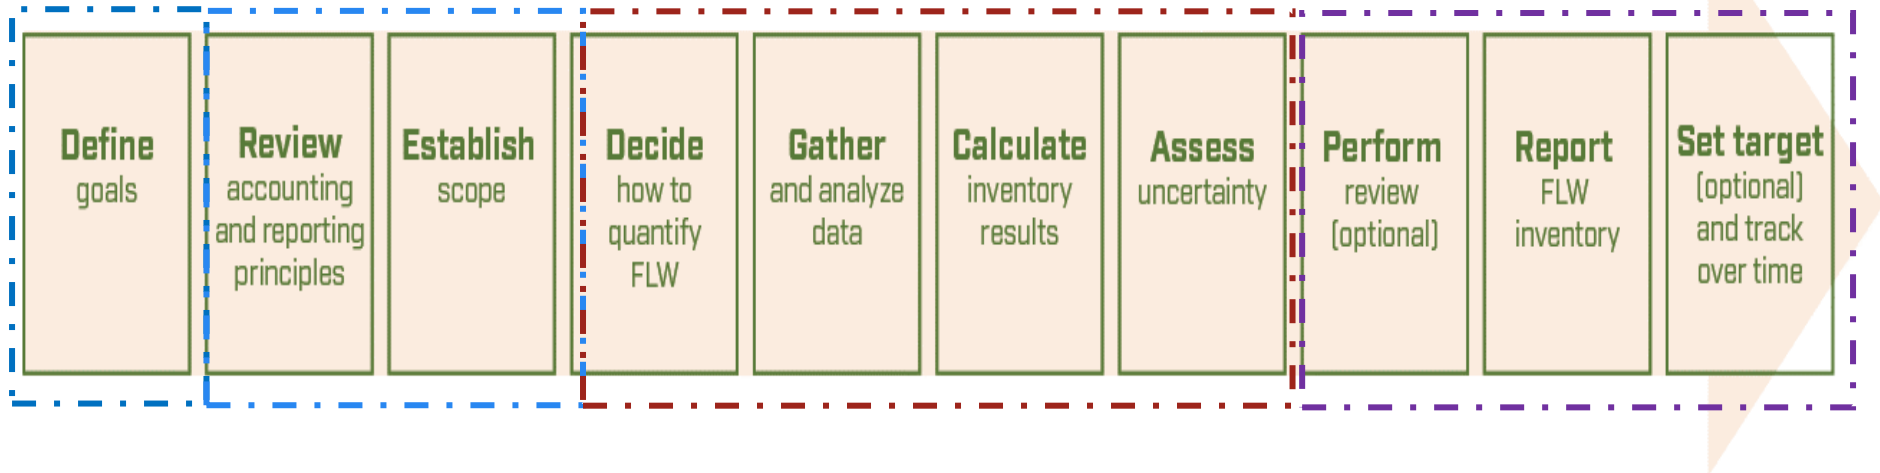 Define
goals
Review
accounting
and reporting
principles
Establish
scope
Decide
how to
quantify
FLW
Gather
and analyze
data
Calculate
inventory
results
Assess
uncertainty
Perform
review
(optional)
Report
FLW
inventory
Set target
(optional)
and track
over time